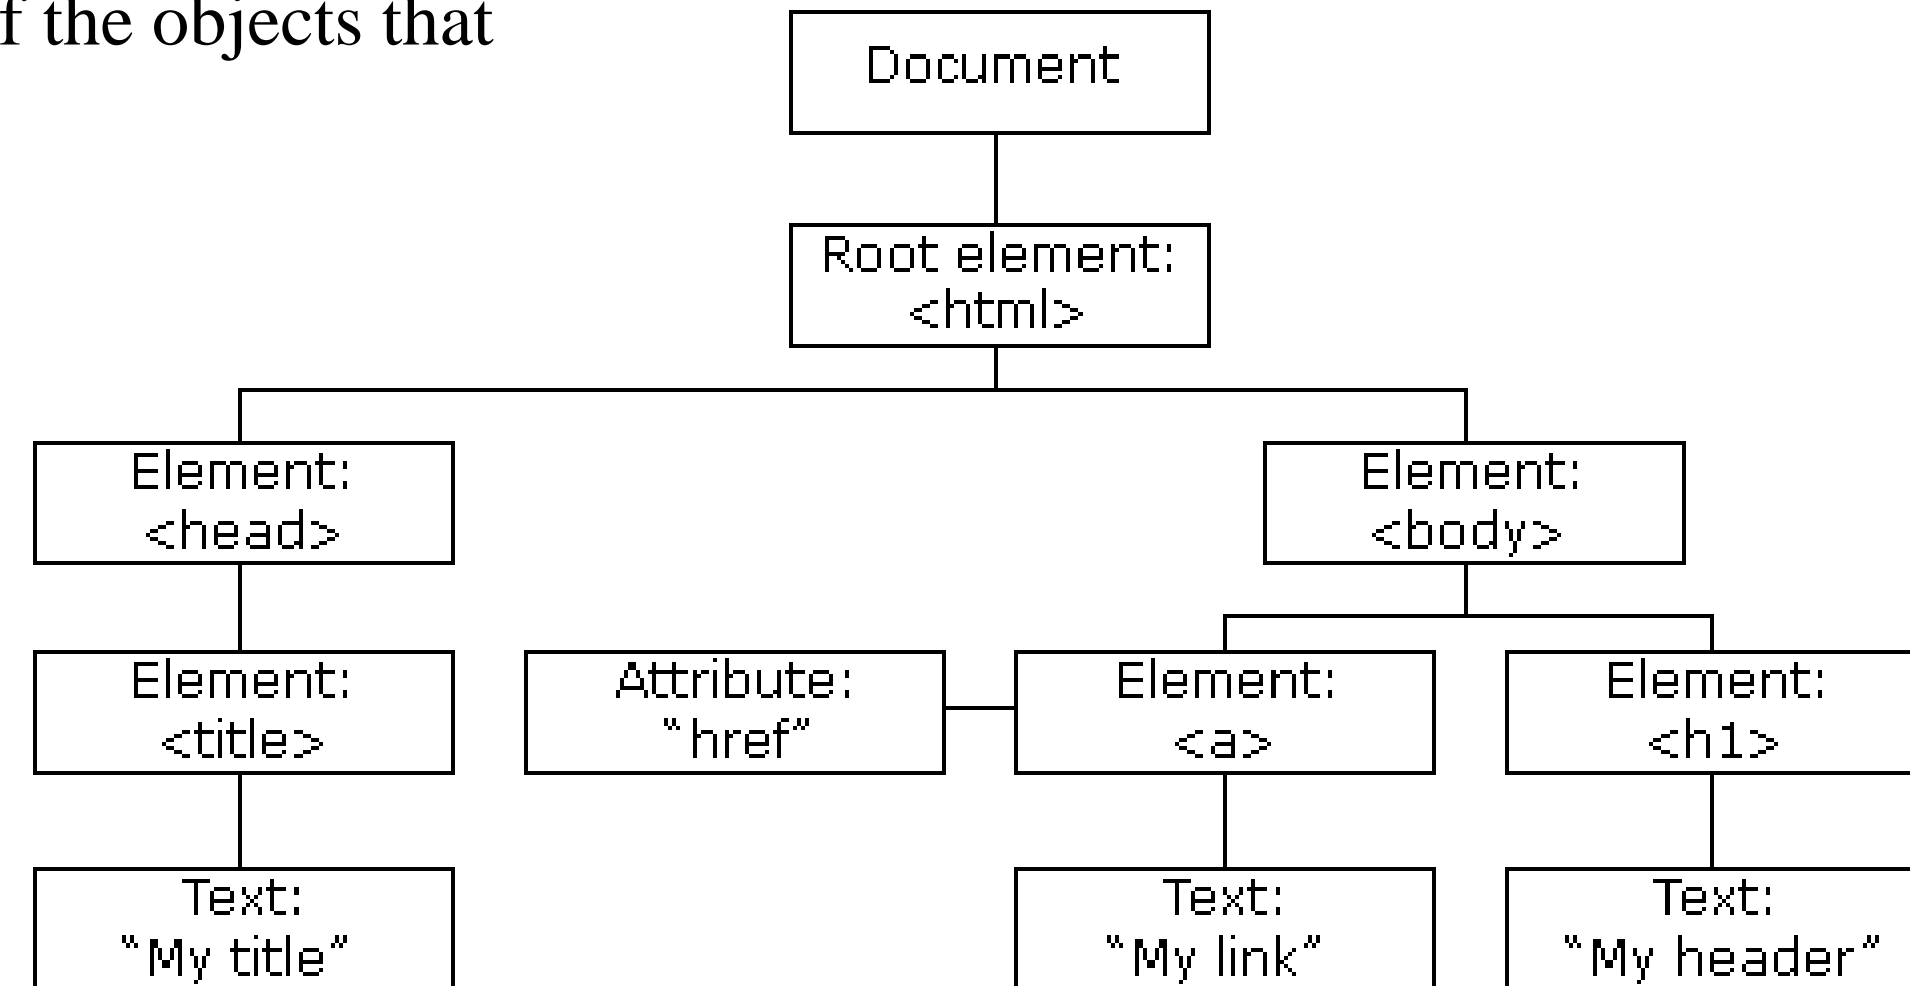 f the objects that
Document
Root element:
<html>
Element:
<head>
Element:
<body>
Element:
<title>
Attribute:
“href”
Element:
<a>
Element:
<h1>
Text:
“My title”
Text:
“My link”
Text:
“My header”